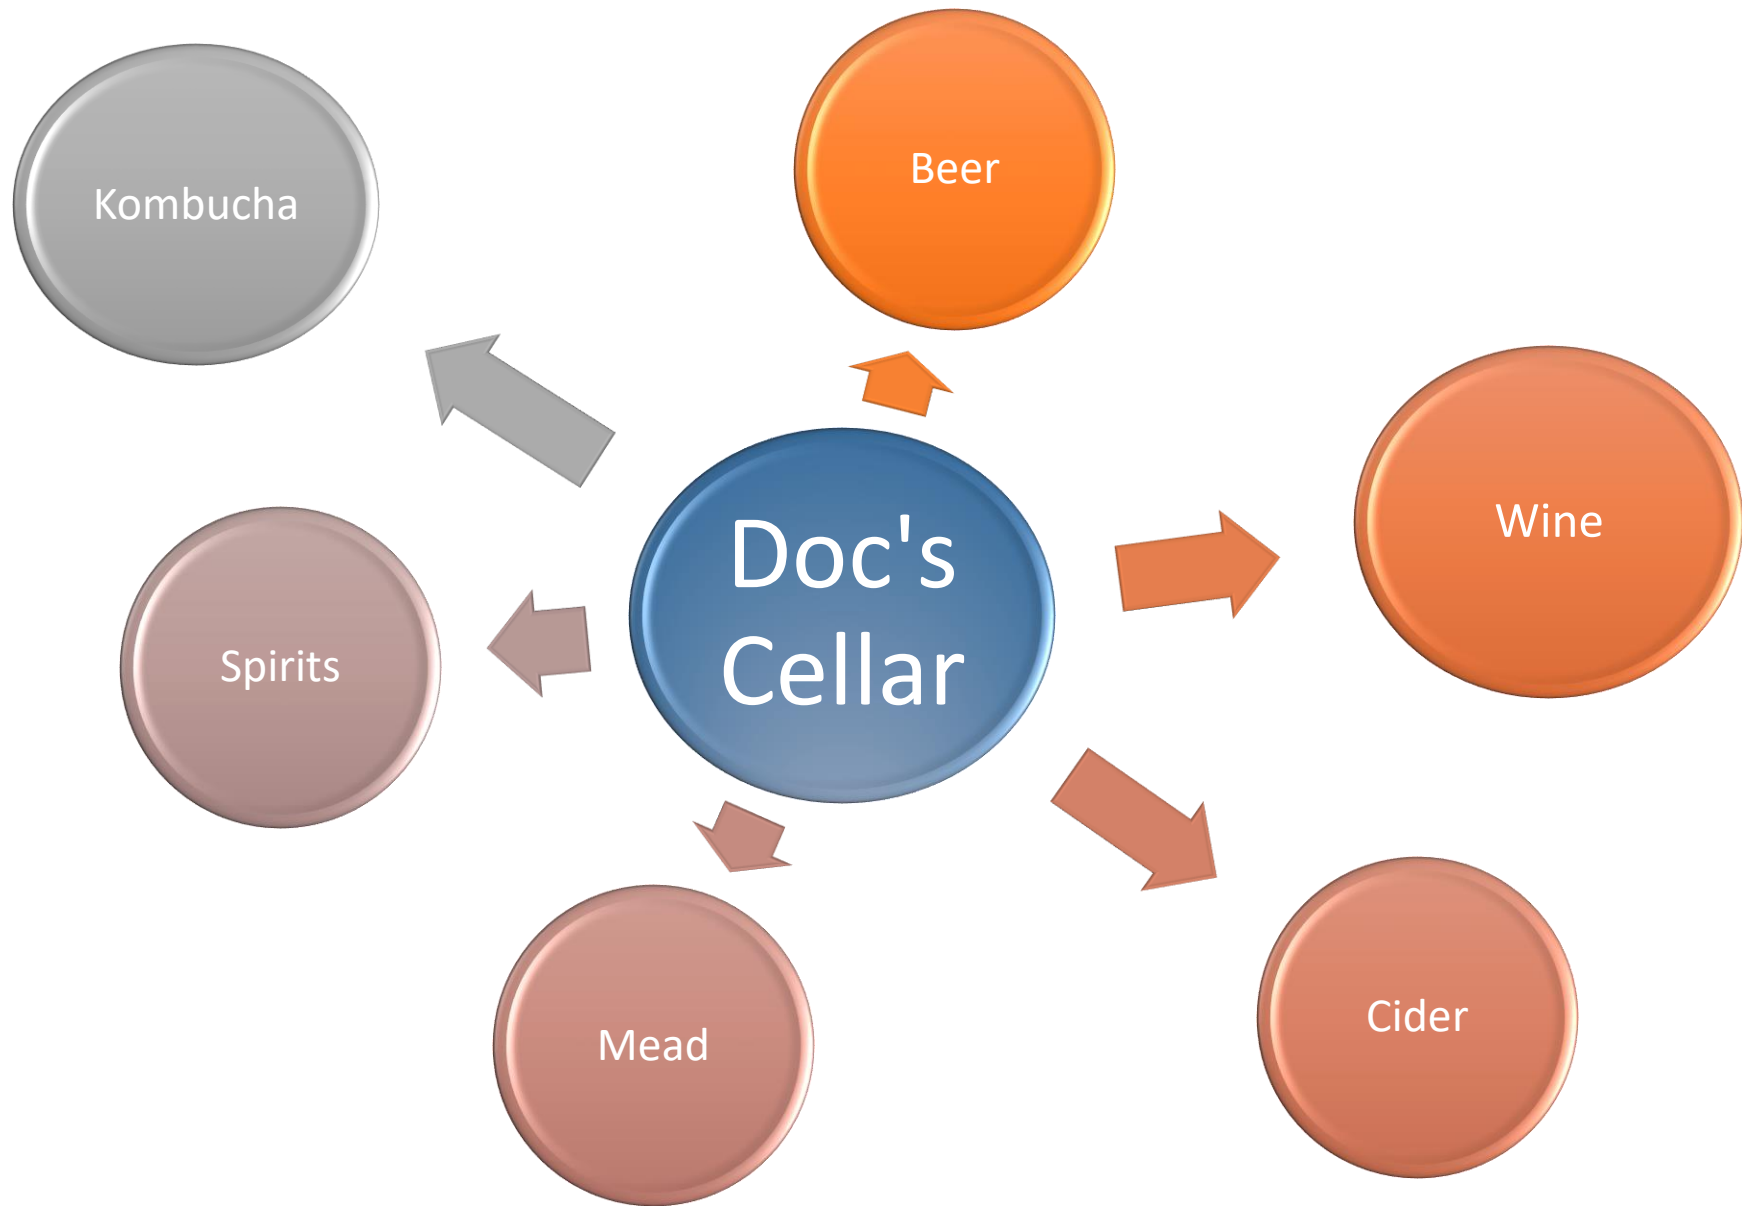 Kombucha
Beer
Wine
Doc's
Cellar
Spirits
Cider
Mead